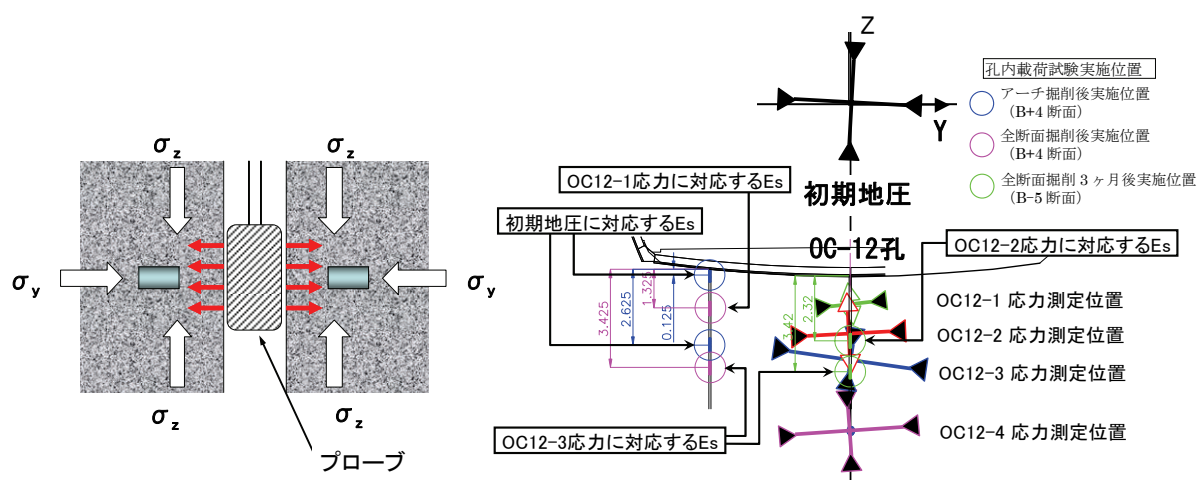 σz
σz
σy
σy
σz
σz
プローブ
Z
Y
初期地圧
OC-12孔
孔内載荷試験実施位置
アーチ掘削後実施位置
(B+4 断面)
全断面掘削後実施位置
(B+4 断面)
全断面掘削 3 ヶ月後実施位置
(B-5 断面)
OC12-1応力に対応するEs
初期地圧に対応するEs
OC12-2応力に対応するEs
3.425
2.625
1.325
0.125
3.42
2.32
OC12-1 応力測定位置
OC12-2 応力測定位置
OC12-3 応力測定位置
OC12-4 応力測定位置
OC12-3応力に対応するEs